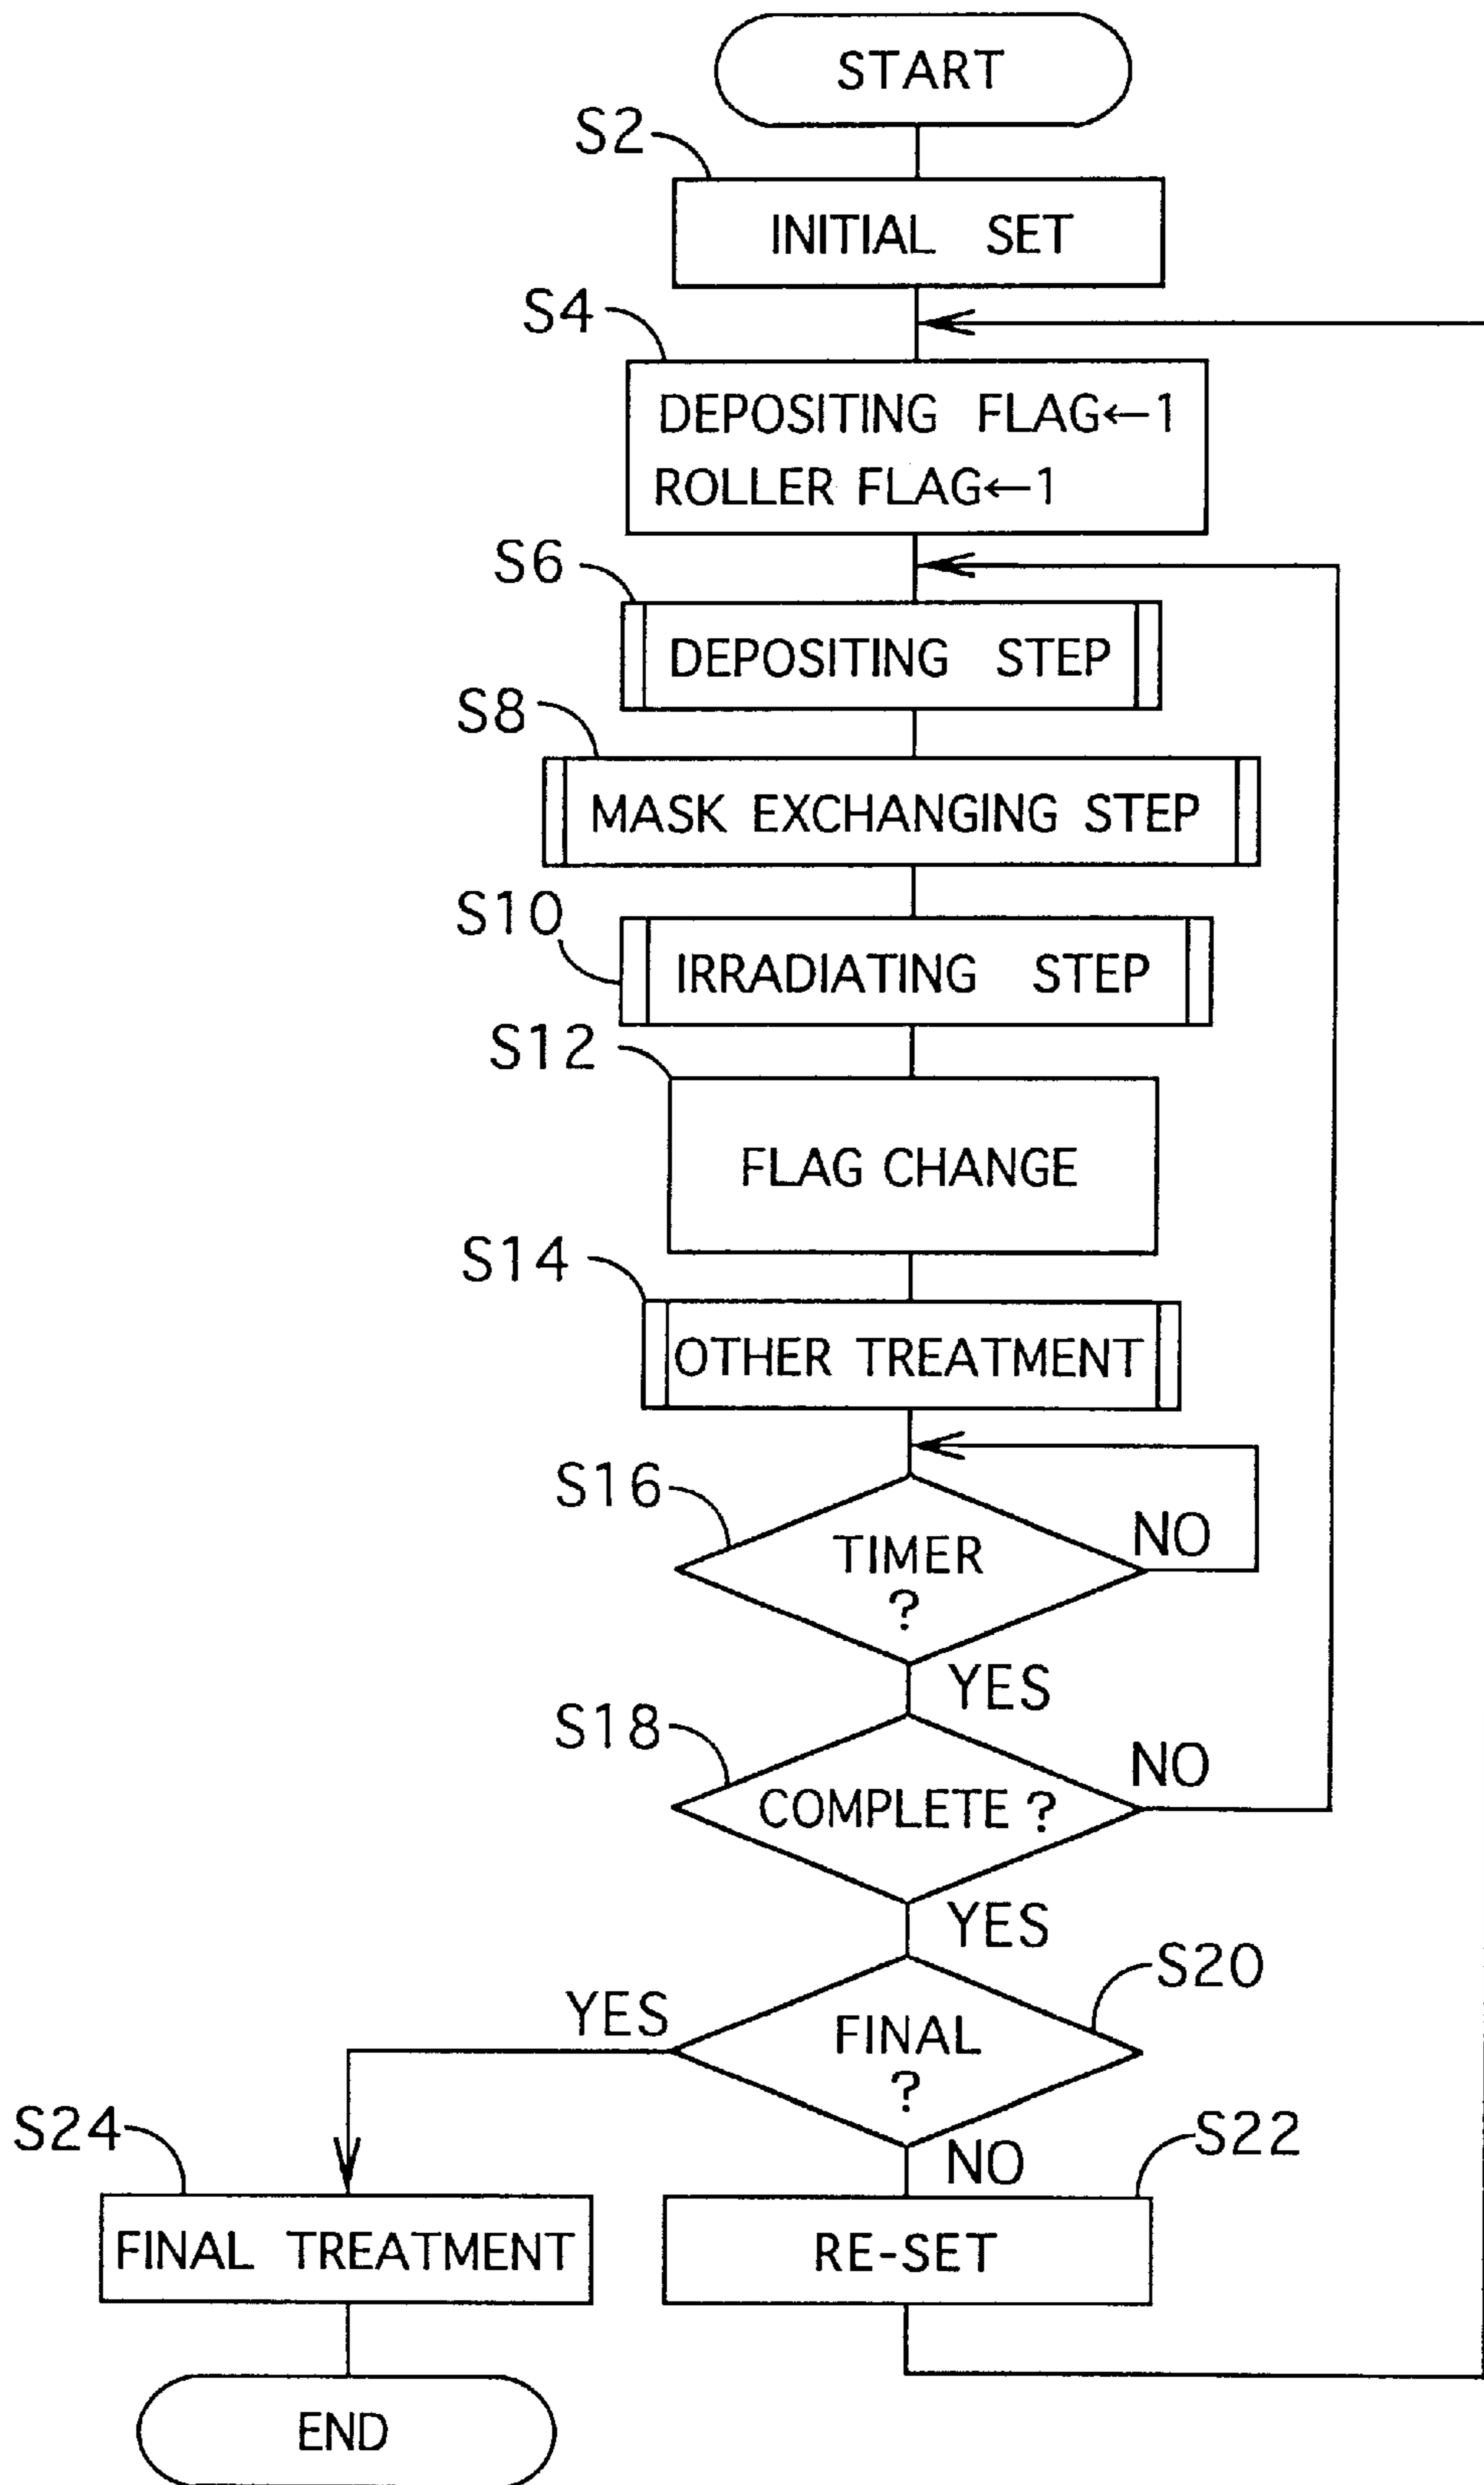 START
S2
INITIAL SET
S4
DEPOSITING FLAG←1
ROLLER FLAG←1
S6
DEPOSITING STEP
S8
MASK EXCHANGING STEP
S10
IRRADIATING STEP
S12
FLAG CHANGE
S14
OTHER TREATMENT
S16
TIMER
?
NO
YES
S18
COMPLETE ?
NO
YES
S20
FINAL
?
YES
NO
S24
FINAL TREATMENT
S22
RE-SET
END